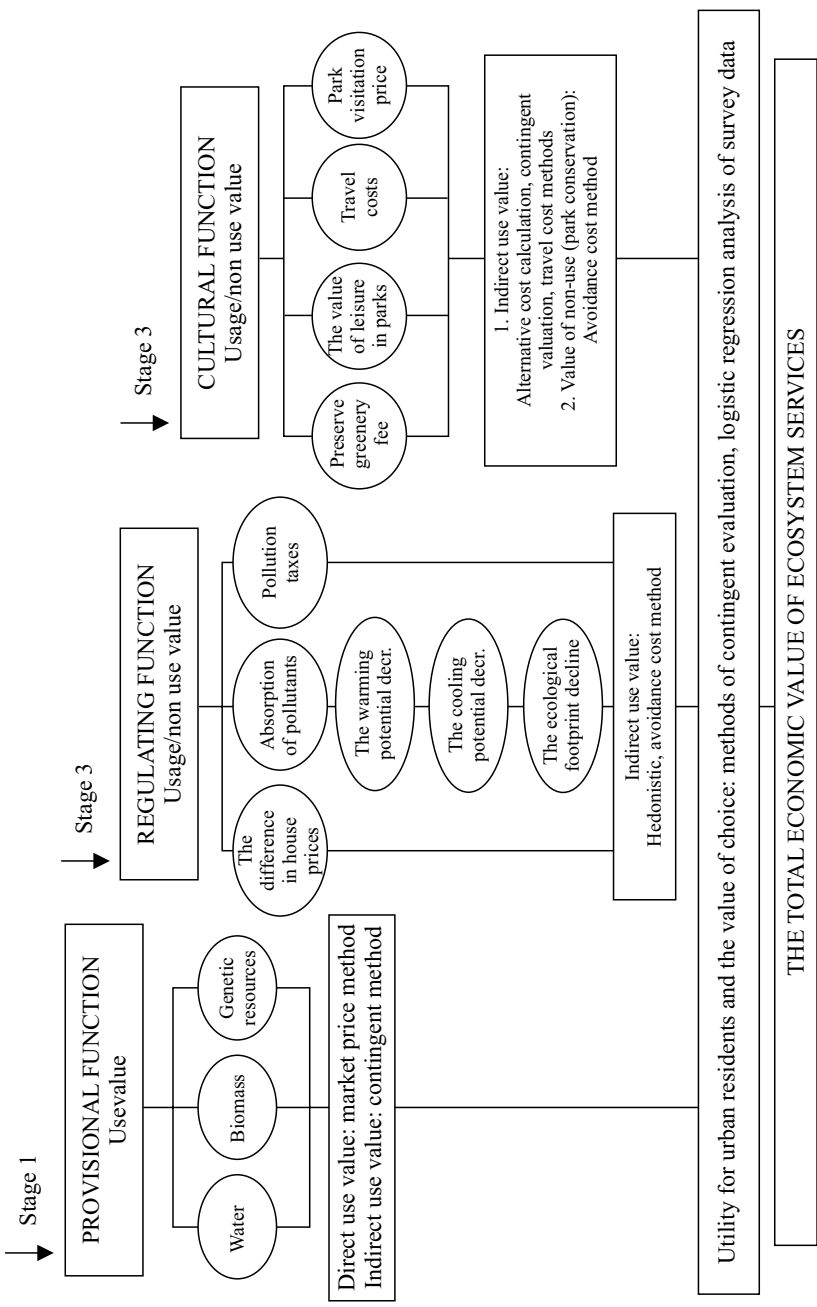 Stage 1
PROVISIONAL FUNCTION
Usevalue
Water
Biomass
Genetic
resources
Direct use value: market price method
Indirect use value: contingent method
Stage 3
REGULATING FUNCTION
Usage/non use value
The
difference
in house
prices
Absorption
of pollutants
Pollution
taxes
The warming
potential decr.
The cooling
potential decr.
The ecological
footprint decline
Indirect use value:
Hedonistic, avoidance cost method
Stage 3
CULTURAL FUNCTION
Usage/non use value
Preserve
greenery
fee
The value
of leisure
in parks
Travel
costs
Park
visitation
price
1. Indirect use value:
Alternative cost calculation, contingent
valuation, travel cost methods
2. Value of non-use (park conservation):
Avoidance cost method
Utility for urban residents and the value of choice: methods of contingent evaluation, logistic regression analysis of survey data
THE TOTAL ECONOMIC VALUE OF ECOSYSTEM SERVICES